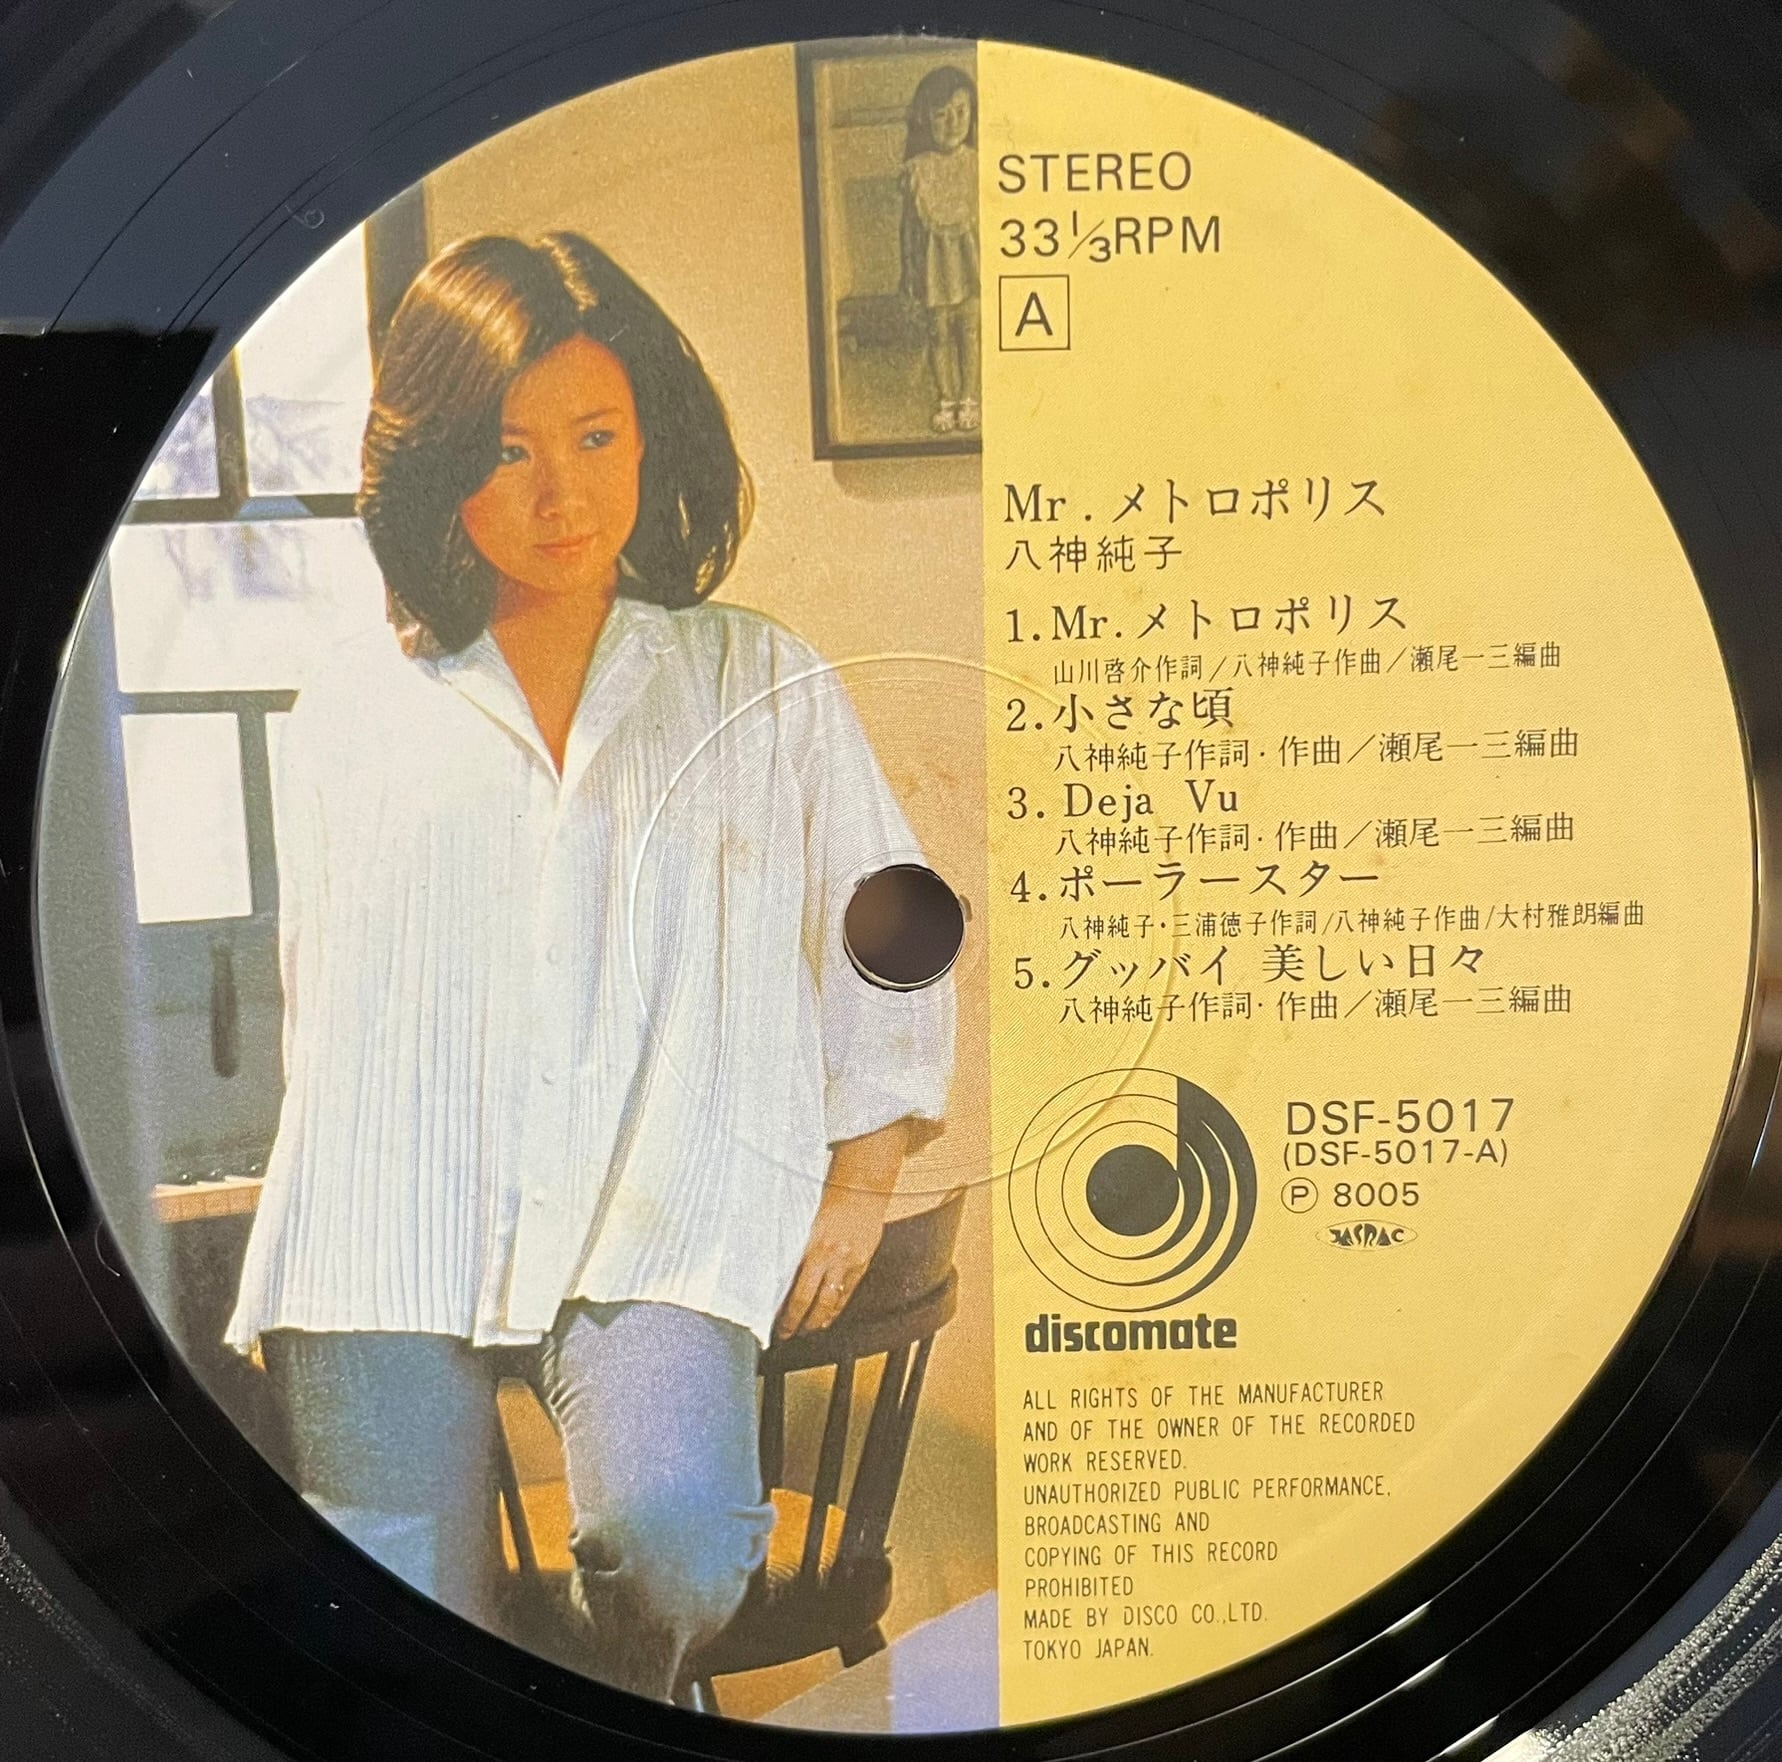 STEREO
33 1/3 RPM
A
Mr.メトロポリス
八神純子
1.Mr.メトロポリス
山川啓介作詞/八神純子作曲/瀬尾一三編曲
2.小さな頃
八神純子作詞・作曲/瀬尾一三編曲
3.Deja Vu
八神純子作詞・作曲/瀬尾一三編曲
4.ポーラースター
八神純子・三浦徳子作詞/八神純子作曲/大村雅朗編曲
5.グッバイ 美しい日々
八神純子作詞・作曲/瀬尾一三編曲
DSF-5017
(DSF-5017-A)
Ⓟ 8005
JASRAC
discomate
ALL RIGHTS OF THE MANUFACTURER
AND OF THE OWNER OF THE RECORDED
WORK RESERVED.
UNAUTHORIZED PUBLIC PERFORMANCE,
BROADCASTING AND
COPYING OF THIS RECORD
PROHIBITED
MADE BY DISCO CO.,LTD.
TOKYO JAPAN.